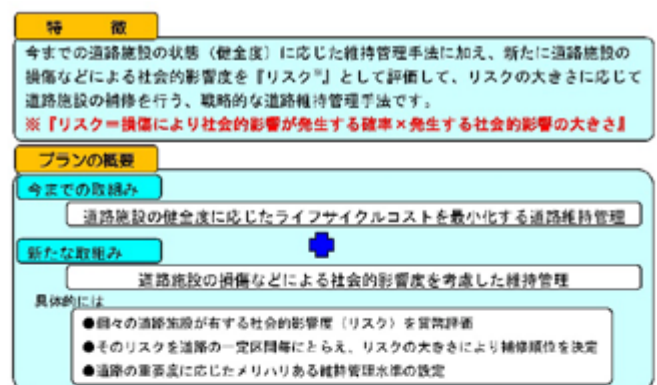 特　徴
今までの道路施設の状態（健全度）に応じた維持管理手法に加え、新たに道路施設の
損傷などによる社会的影響度を『リスク※』として評価して、リスクの大きさに応じて
道路施設の補修を行う、戦略的な道路維持管理手法です。
※『リスク＝損傷により社会的影響が発生する確率×発生する社会的影響の大きさ』
プランの概要
今までの取組み
道路施設の健全度に応じたライフサイクルコストを最小化する道路維持管理
新たな取組み
道路施設の損傷などによる社会的影響度を考慮した維持管理
具体的には
●個々の道路施設が有する社会的影響度（リスク）を貨幣評価
●そのリスクを道路の一定区間毎にとらえ、リスクの大きさにより補修順位を決定
●道路の重要度に応じたメリハリある維持管理水準の設定